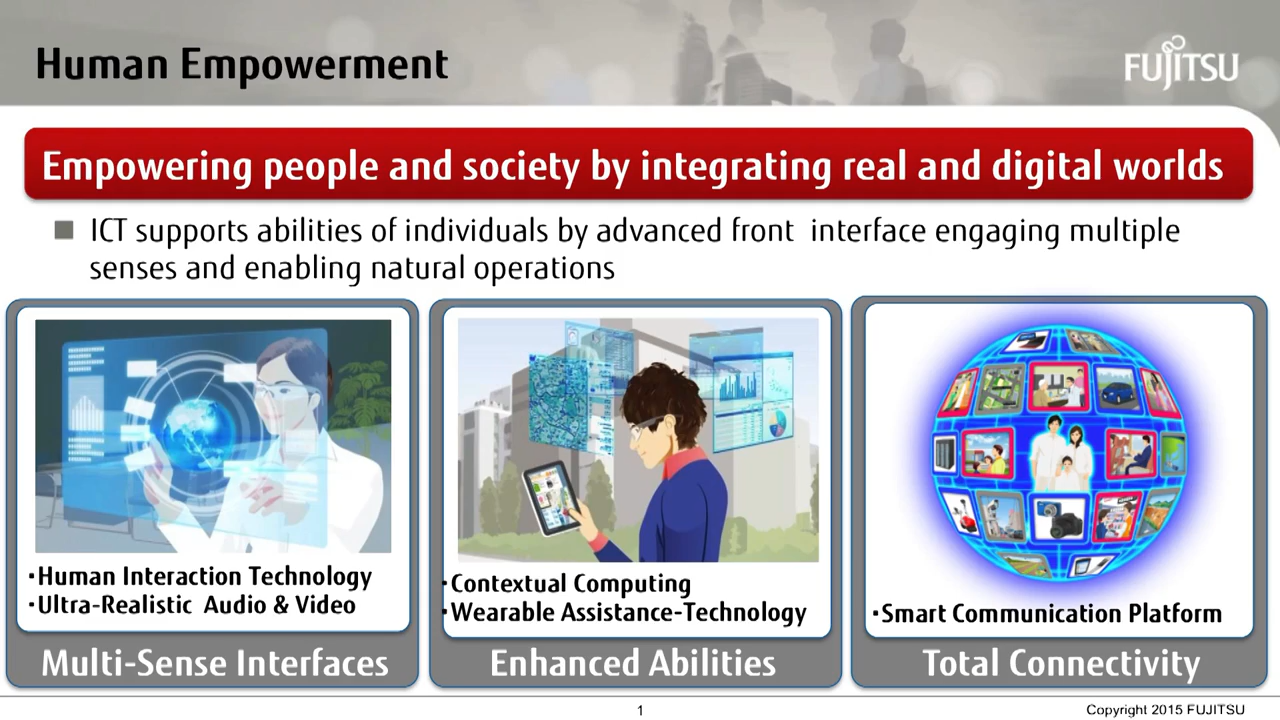 Human Empowerment
FUJITSU
Empowering people and society by integrating real and digital worlds
ICT supports abilities of individuals by advanced front interface engaging multiple
senses and enabling natural operations
・Human Interaction Technology
・Ultra-Realistic Audio & Video
Multi-Sense Interfaces
・Contextual Computing
・Wearable Assistance-Technology
Enhanced Abilities
・Smart Communication Platform
Total Connectivity
1
Copyright 2015 FUJITSU